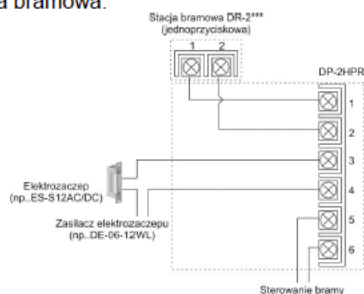 a bramowa.
Stacja bramowa DR-2***
(jednoprzyciskowa)
1 2
DP-2HPR
1
2
3
Elektrozaczep
(np..ES-S12AC/DC)
4
Zasilacz elektrozaczepu
(np..DE-06-12WL)
5
6
Sterowanie bramy